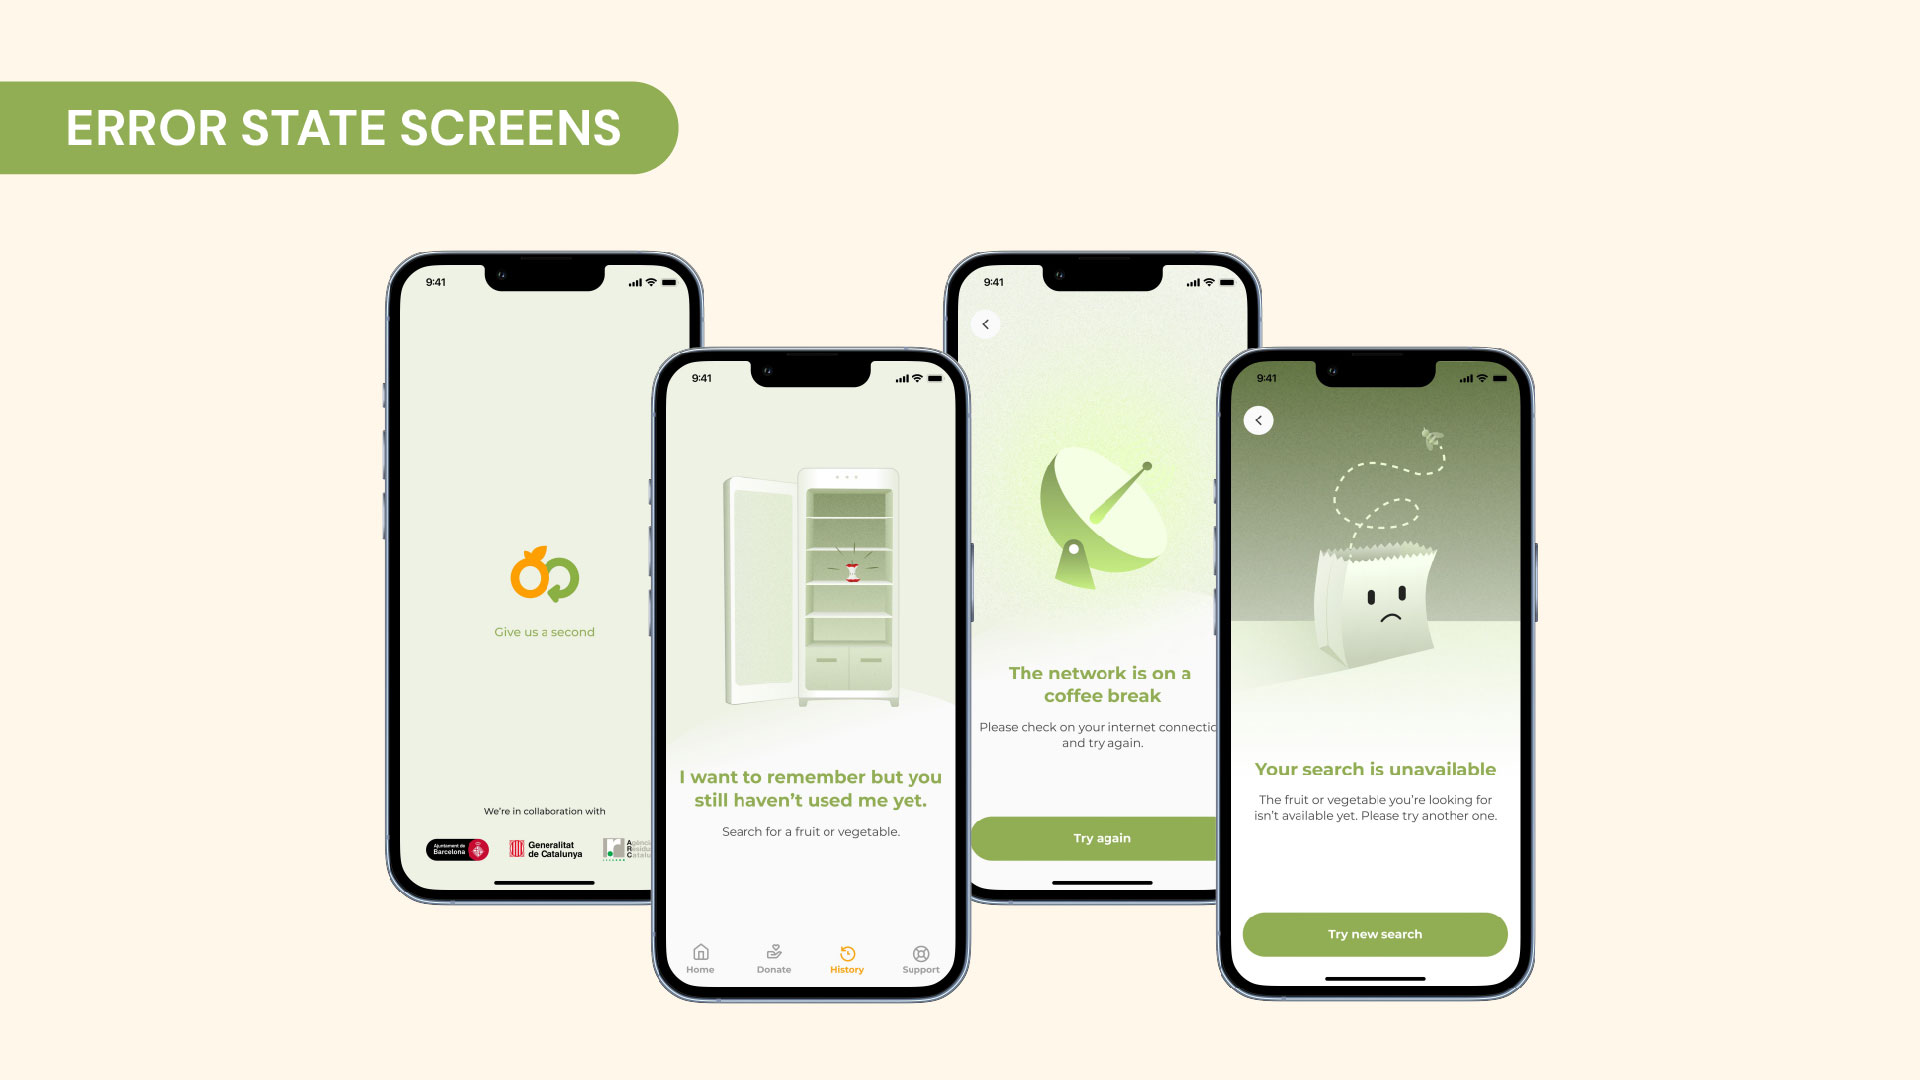 ERROR STATE SCREENS
9:41
Give us a second
We're in collaboration with
Ajuntament de
Barcelona
Generalitat
de Catalunya
9:41
I want to remember but you
still haven't used me yet.
Search for a fruit or vegetable.
Home
Donate
History
Support
9:41
The network is on a
coffee break
Please check on your internet connectio
and try again.
Try again
9:41
Your search is unavailable
The fruit or vegetable you're looking for
isn't available yet. Please try another one.
Try new search